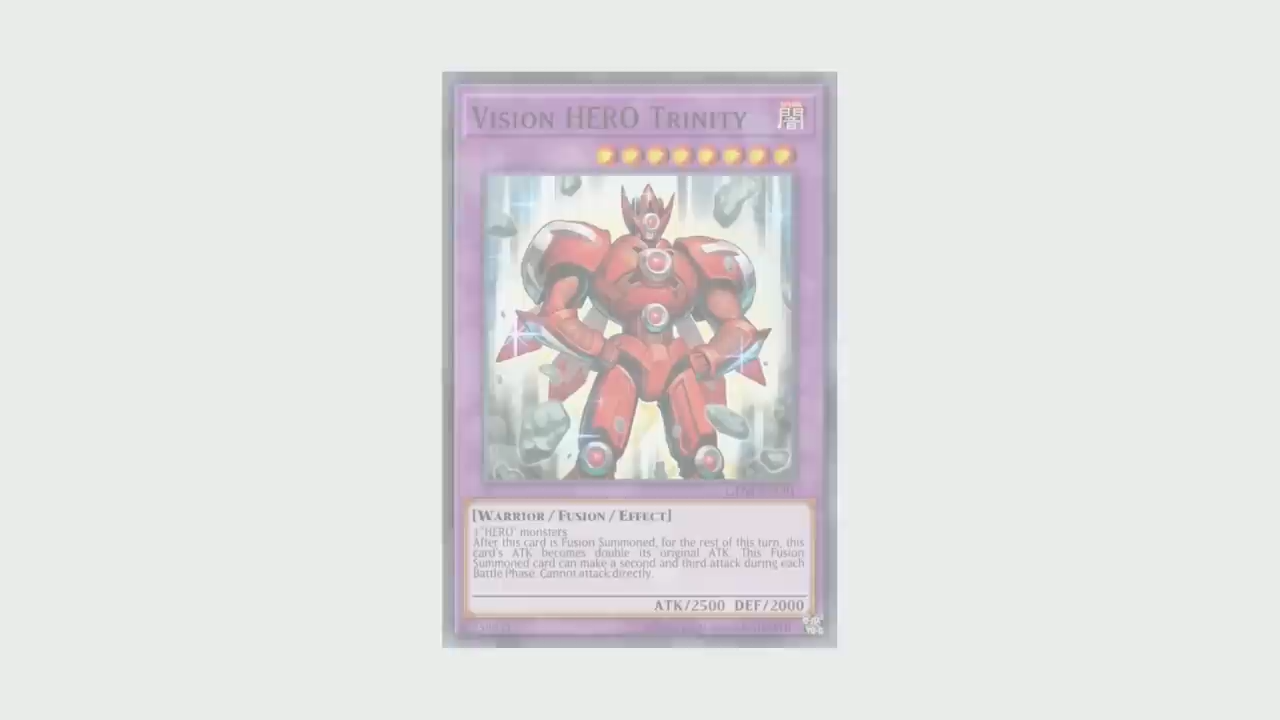 VISION HERO TRINITY
闇
[WARRIOR / FUSION / EFFECT]
"HERO" monsters
After this card is Fusion Summoned, for the rest of this turn, this
card's ATK becomes double its original ATK. This Fusion
Summoned card can make a second and third attack during each
Battle Phase. Cannot attack directly.
ATK/2500 DEF/2000